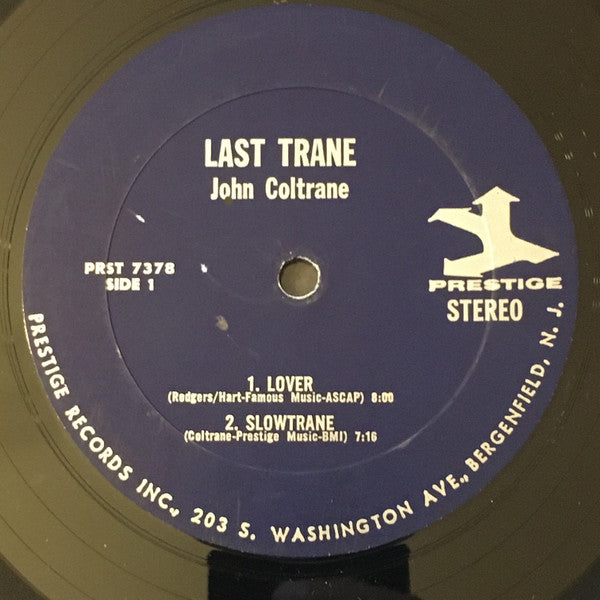 LAST TRANE
John Coltrane
PRST 7378
SIDE 1
PRESTIGE
STEREO
1. LOVER
(Rodgers/Hart-Famous Music-ASCAP) 8:00
2. SLOWTRANE
(Coltrane-Prestige Music-BMI) 7:16
PRESTIGE RECORDS INC., 203 S. WASHINGTON AVE., BERGENFIELD, N. J.